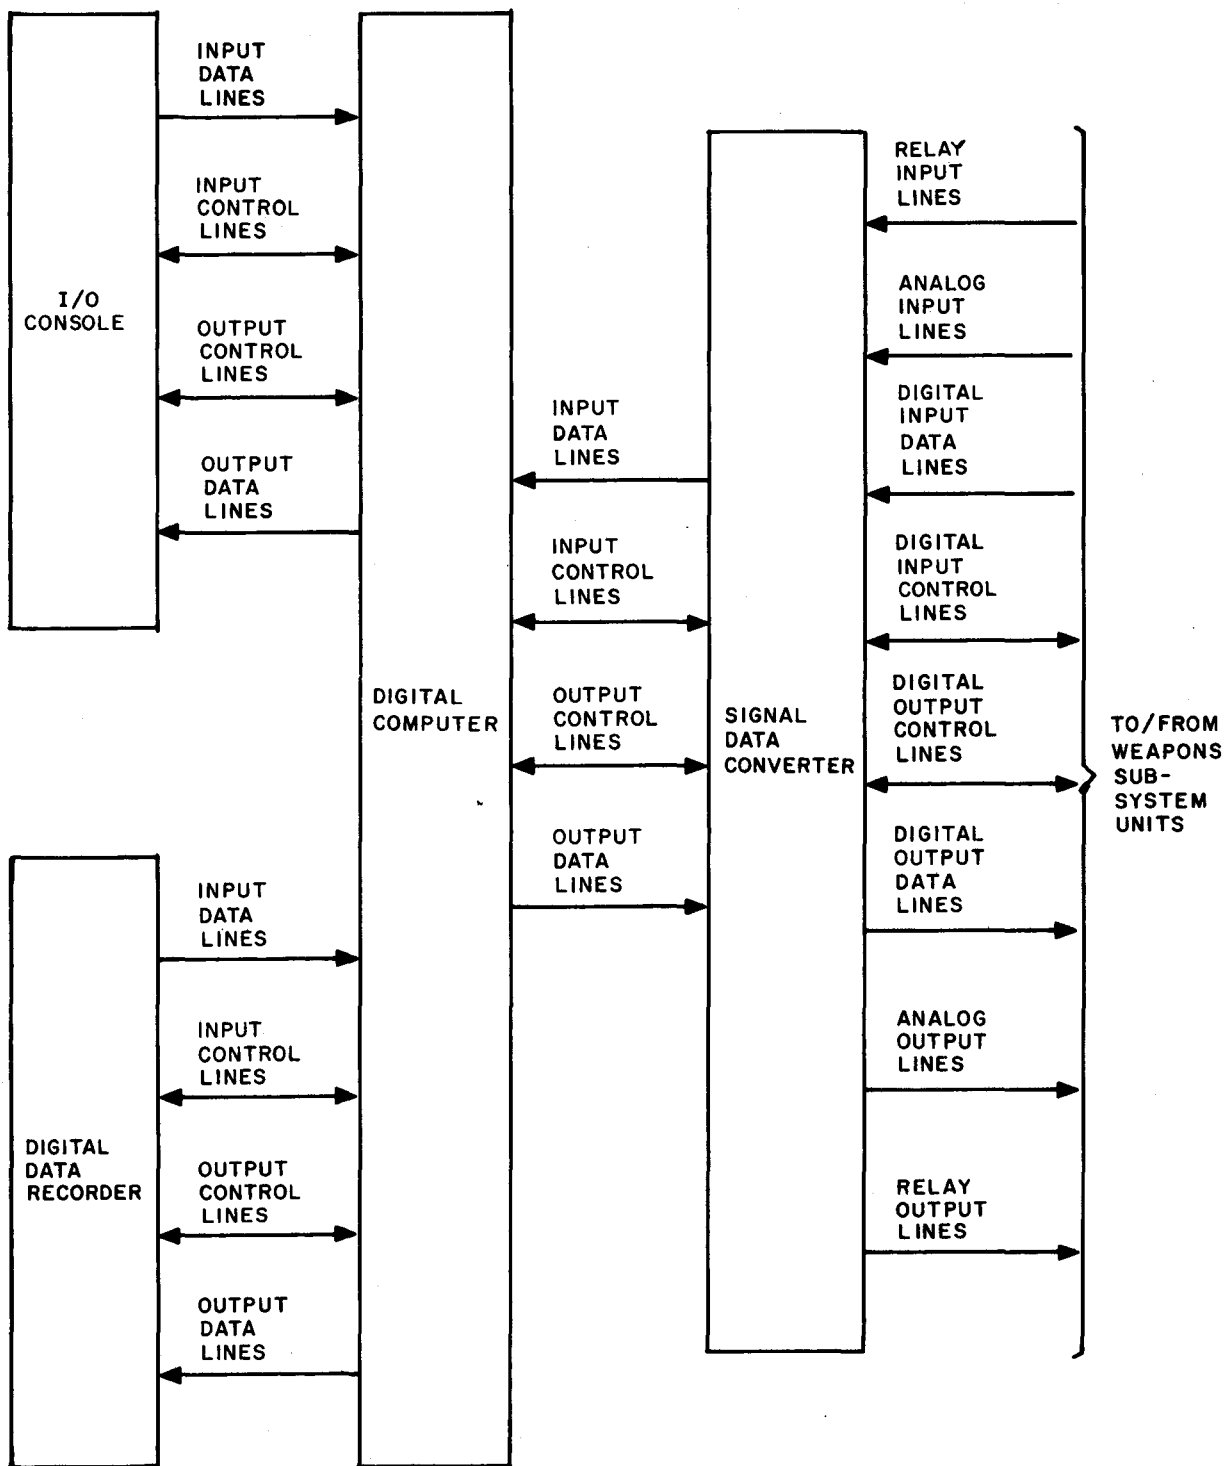 INPUT
DATA
LINES
INPUT
CONTROL
LINES
I/O
CONSOLE
OUTPUT
CONTROL
LINES
OUTPUT
DATA
LINES
DIGITAL
COMPUTER
INPUT
DATA
LINES
INPUT
CONTROL
LINES
DIGITAL
DATA
RECORDER
OUTPUT
CONTROL
LINES
OUTPUT
DATA
LINES
INPUT
DATA
LINES
INPUT
CONTROL
LINES
OUTPUT
CONTROL
LINES
OUTPUT
DATA
LINES
SIGNAL
DATA
CONVERTER
RELAY
INPUT
LINES
ANALOG
INPUT
LINES
DIGITAL
INPUT
DATA
LINES
DIGITAL
INPUT
CONTROL
LINES
DIGITAL
OUTPUT
CONTROL
LINES
DIGITAL
OUTPUT
DATA
LINES
ANALOG
OUTPUT
LINES
RELAY
OUTPUT
LINES
TO/FROM
WEAPONS
SUB-
SYSTEM
UNITS